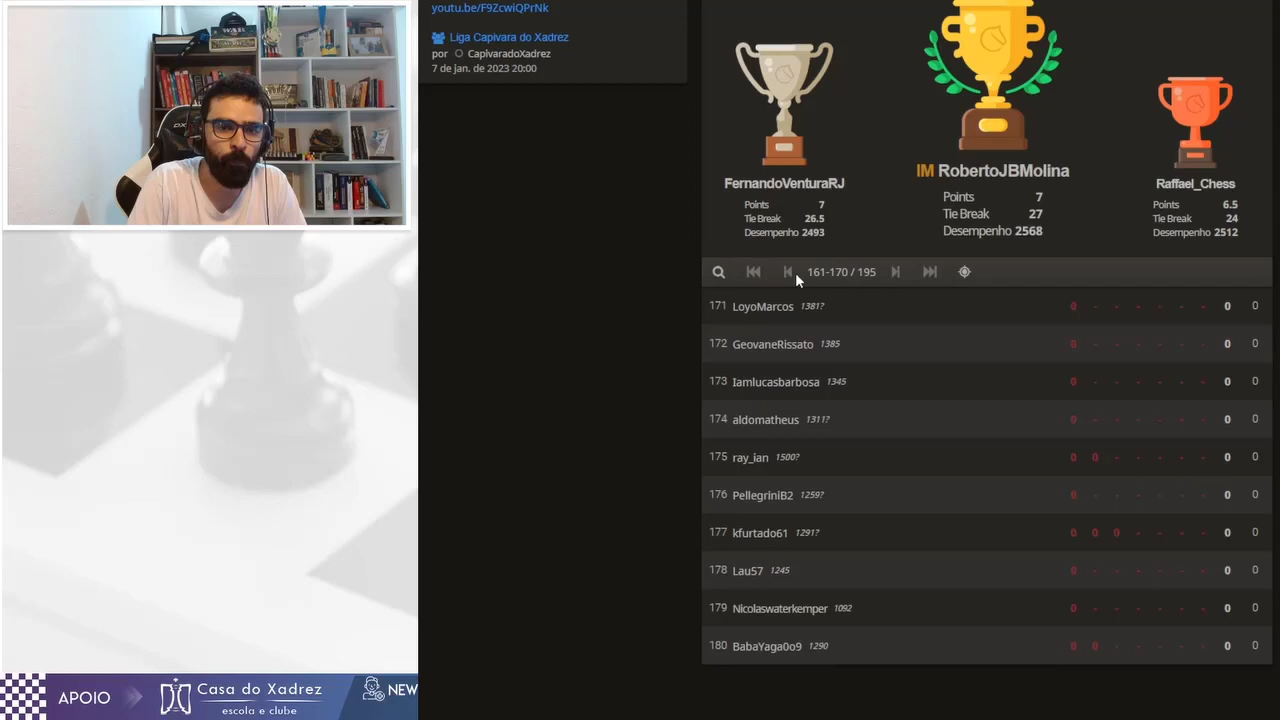 youtu.be/F9ZcwiQPrNk
Liga Capivara do Xadrez
por CapivaradoXadrez
7 de jan. de 2023 20:00
FernandoVenturaRJ
Points 7
Tie Break 26.5
Desempenho 2493
IM RobertoJBMolina
Points 7
Tie Break 27
Desempenho 2568
Raffael_Chess
Points 6.5
Tie Break 24
Desempenho 2512
161-170 / 195
171 LoyoMarcos 1381? 0 - - - - - - 0 0
172 GeovaneRissato 1385 0 - - - - - - 0 0
173 Iamlucasbarbosa 1345 0 - - - - - - 0 0
174 aldomatheus 1311? 0 - - - - - - 0 0
175 ray_ian 1500? 0 0 - - - - - 0 0
176 PellegriniB2 1259? 0 - - - - - - 0 0
177 kfurtado61 1291? 0 0 0 - - - - 0 0
178 Lau57 1245 0 - - - - - - 0 0
179 Nicolaswaterkemper 1092 0 - - - - - - 0 0
180 BabaYaga0o9 1290 0 0 - - - - - 0 0
APOIO
Casa do Xadrez
escola e clube
NEW